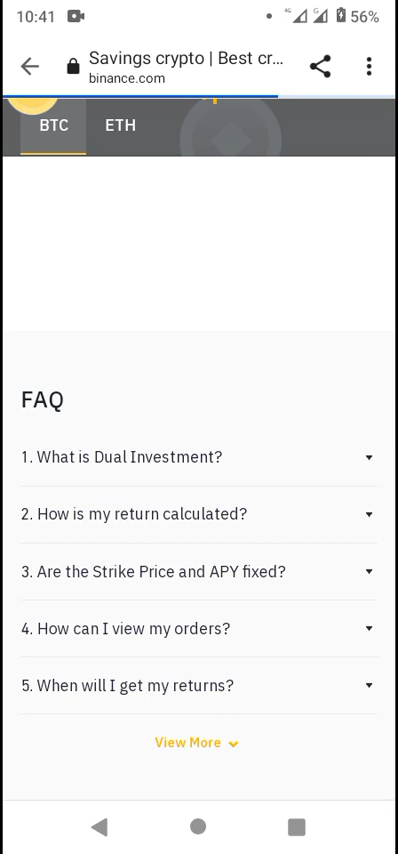 10:41
4G
G
56%
Savings crypto | Best cr...
binance.com
BTC ETH
FAQ
1. What is Dual Investment?
2. How is my return calculated?
3. Are the Strike Price and APY fixed?
4. How can I view my orders?
5. When will I get my returns?
View More